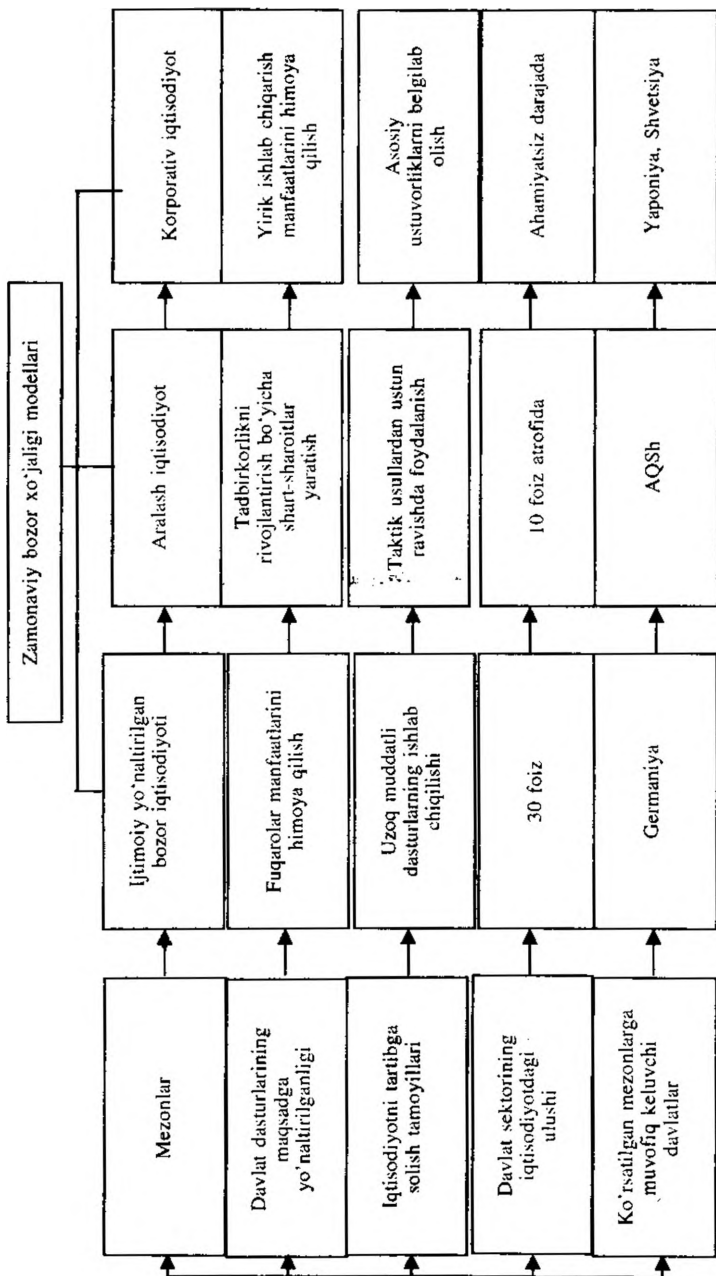 Zamonaviy bozor xo'jaligi modellari
Mezonlar
Ijtimoiy yo'naltirilgan
bozor iqtisodiyoti
Aralash iqtisodiyot
Korporativ iqtisodiyot
Davlat dasturlarining
maqsadga
yo'naltirilganligi
Fuqarolar manfaatlarini
himoya qilish
Tadbirkorlikni
rivojlantirish bo'yicha
shart-sharoitlar
yaratish
Yirik ishlab chiqarish
manfaatlarini himoya
qilish
Iqtisodiyotni tartibga
solish tamoyillari
Uzoq muddatli
dasturlarning ishlab
chiqilishi
Taktik usullardan ustun
ravishda foydalanish
Asosiy
ustuvorliklarni belgilab
olish
Davlat sektorining
iqtisodiyotdagi
ulushi
30 foiz
10 foiz atrofida
Ahamiyatsiz darajada
Ko'rsatilgan mezonlarga
muvofiq keluvchi
davlatlar
Germaniya
AQSh
Yaponiya, Shvetsiya